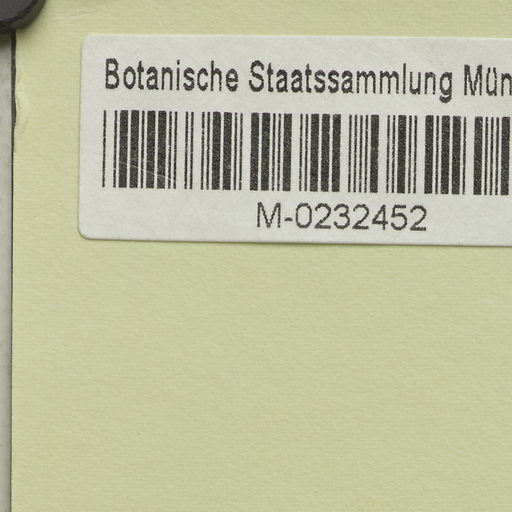 Botanische Staatssammlung Mün
M-0232452